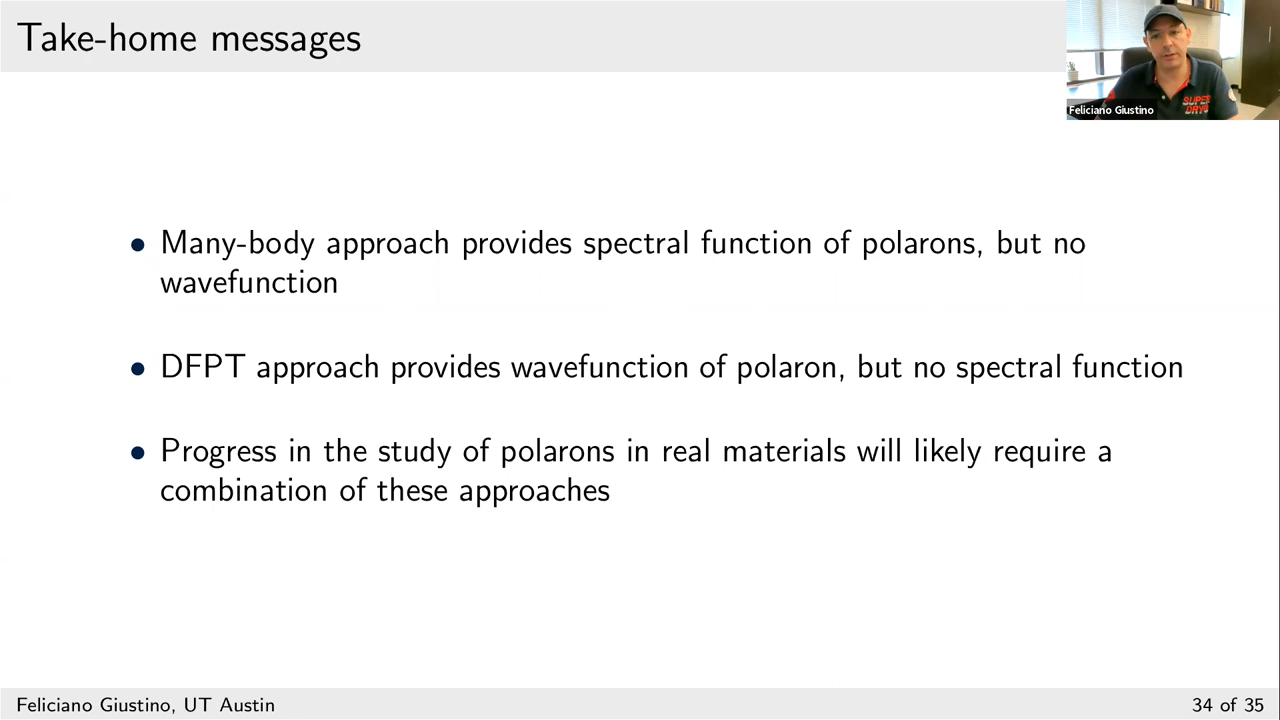 Take-home messages
Feliciano Giustino
SUPER
DRY
• Many-body approach provides spectral function of polarons, but no
wavefunction
• DFPT approach provides wavefunction of polaron, but no spectral function
• Progress in the study of polarons in real materials will likely require a
combination of these approaches
Feliciano Giustino, UT Austin
34 of 35